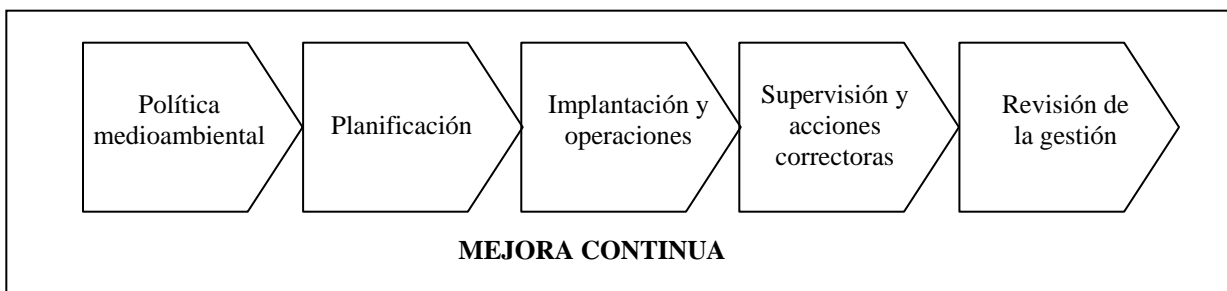 Política
medioambiental
Planificación
Implantación y
operaciones
Supervisión y
acciones
correctoras
Revisión de
la gestión
MEJORA CONTINUA